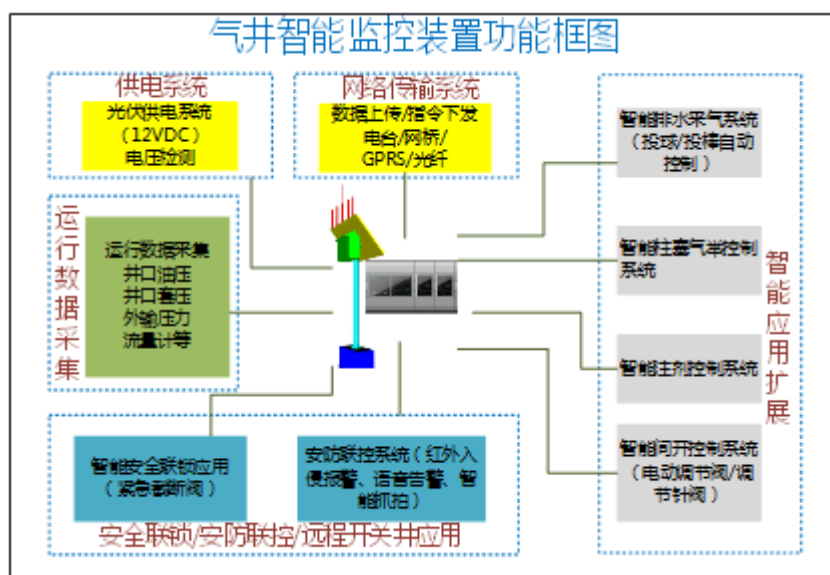 气井智能监控装置功能框图
供电系统
光伏供电系统
（12VDC）
电压检测
网络传输系统
数据上传/指令下发
电台/网桥/
GPRS/光纤
智能排水采气系统
（投球/投棒自动
控制）
智能柱塞气举控制
系统
智能注剂控制系统
智能间开控制系统
（电动调节阀/调
节针阀）
智能应用扩展
运行数据采集
运行数据采集
井口油压
井口套压
外输压力
流量计等
智能安全联锁应用
（紧急截断阀）
安防联控系统（红外入
侵报警、语音告警、智
能抓拍）
安全联锁/安防联控/远程开关井应用